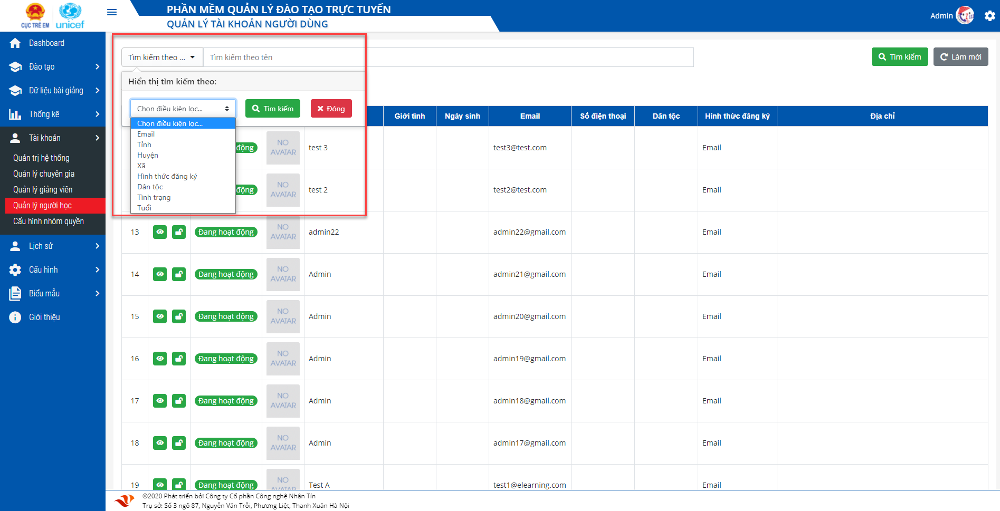 CỤC TRẺ EM
unicef
PHẦN MỀM QUẢN LÝ ĐÀO TẠO TRỰC TUYẾN
QUẢN LÝ TÀI KHOẢN NGƯỜI DÙNG
Admin
Dashboard
Đào tạo
Dữ liệu bài giảng
Thống kê
Tài khoản
Quản trị hệ thống
Quản lý chuyên gia
Quản lý giảng viên
Quản lý người học
Cấu hình nhóm quyền
Lịch sử
Cấu hình
Biểu mẫu
Giới thiệu
Tìm kiếm theo ...
Tìm kiếm theo tên
Tìm kiếm
Làm mới
Hiển thị tìm kiếm theo:
Chọn điều kiện lọc...
Tìm kiếm
Đóng
Chọn điều kiện lọc...
Email
Tỉnh
Huyện
Xã
Hình thức đăng ký
Dân tộc
Tình trạng
Tuổi
Giới tính Ngày sinh Email Số điện thoại Dân tộc Hình thức đăng ký Địa chỉ
động NO AVATAR test 3 test3@test.com Email
động NO AVATAR test 2 test2@test.com Email
13 Đang hoạt động NO AVATAR admin22 admin22@gmail.com Email
14 Đang hoạt động NO AVATAR Admin admin21@gmail.com Email
15 Đang hoạt động NO AVATAR Admin admin20@gmail.com Email
16 Đang hoạt động NO AVATAR Admin admin19@gmail.com Email
17 Đang hoạt động NO AVATAR Admin admin18@gmail.com Email
18 Đang hoạt động NO AVATAR Admin admin17@gmail.com Email
19 Đang hoạt động NO AVATAR Test A test1@elearning.com Email
®2020 Phát triển bởi Công ty Cổ phần Công nghệ Nhân Tín
Trụ sở: Số 3 ngõ 87, Nguyễn Văn Trỗi, Phương Liệt, Thanh Xuân Hà Nội